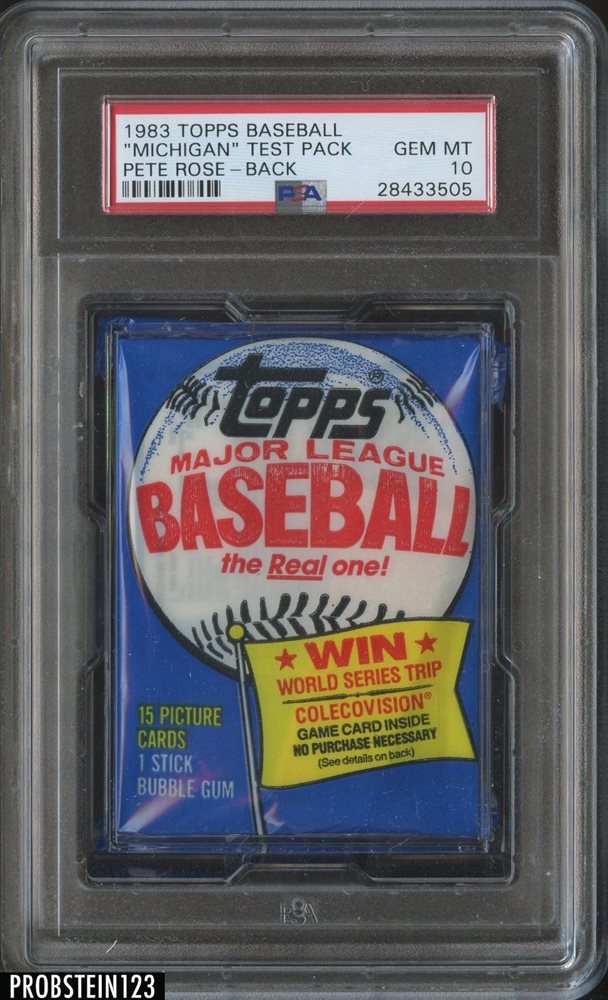 1983 TOPPS BASEBALL
"MICHIGAN" TEST PACK GEM MT
PETE ROSE - BACK 10
PSA 28433505
topps®
MAJOR LEAGUE
BASEBALL
the Real one!
★ WIN ★
WORLD SERIES TRIP
COLECOVISION®
GAME CARD INSIDE
NO PURCHASE NECESSARY
(See details on back)
15 PICTURE
CARDS
1 STICK
BUBBLE GUM
PSA
PROBSTEIN123